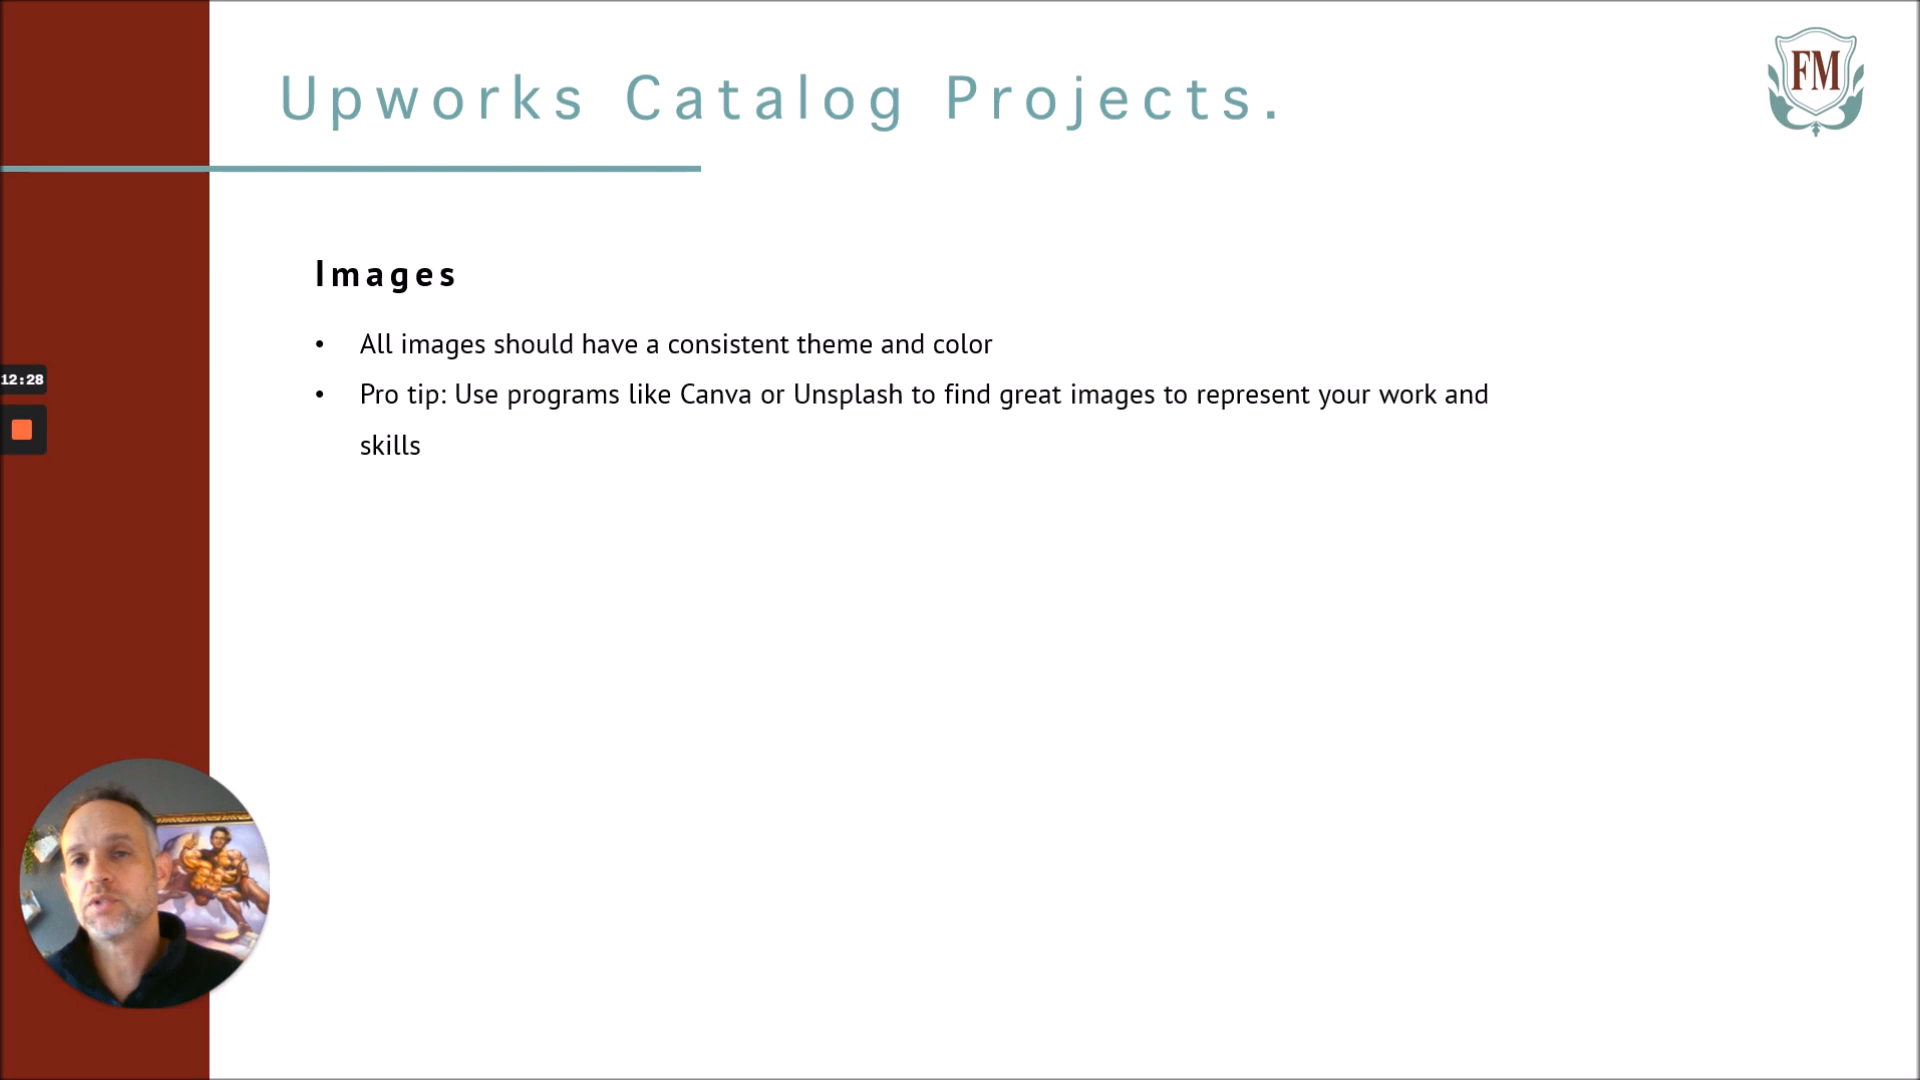 Upworks Catalog Projects.
FM
Images
• All images should have a consistent theme and color
• Pro tip: Use programs like Canva or Unsplash to find great images to represent your work and
skills
12:28